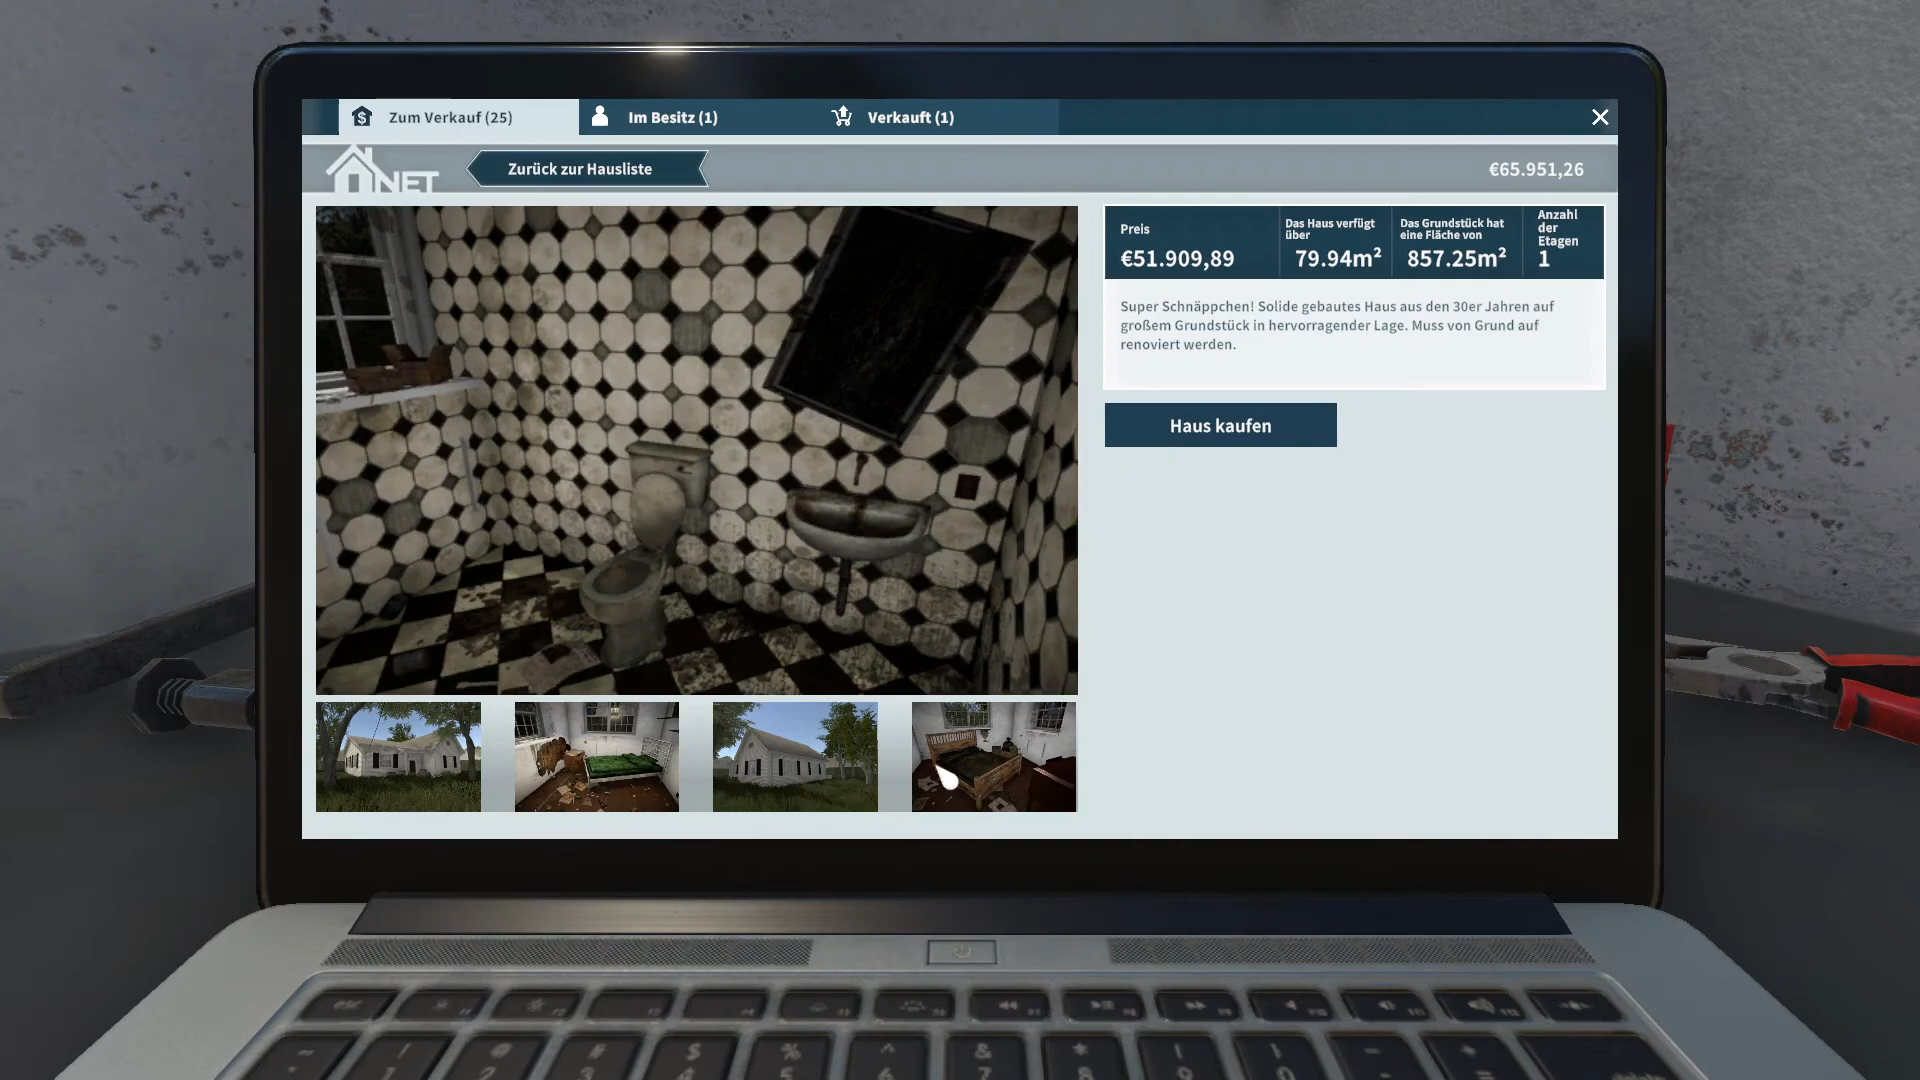 Zum Verkauf (25)
Im Besitz (1)
Verkauft (1)
NET
Zurück zur Hausliste
€65.951,26
Preis
€51.909,89
Das Haus verfügt
über
79.94m²
Das Grundstück hat
eine Fläche von
857.25m²
Anzahl
der
Etagen
1
Super Schnäppchen! Solide gebautes Haus aus den 30er Jahren auf
großem Grundstück in hervorragender Lage. Muss von Grund auf
renoviert werden.
Haus kaufen
esc